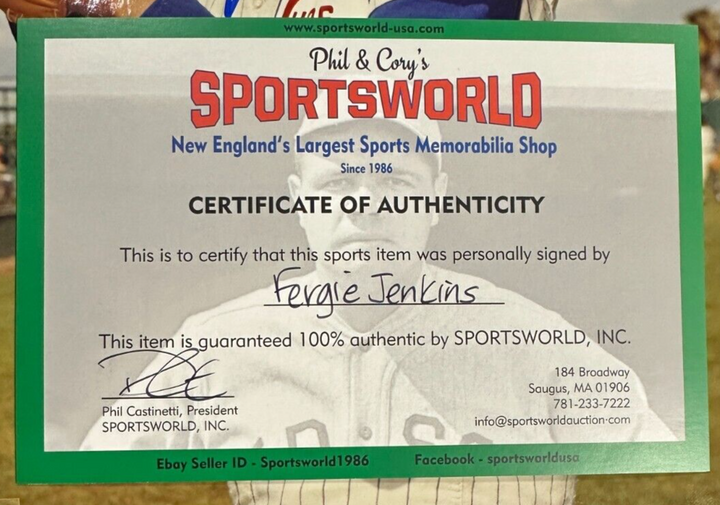 www.sportsworld-usa.com
Phil & Cory's
SPORTSWORLD
New England's Largest Sports Memorabilia Shop
Since 1986
CERTIFICATE OF AUTHENTICITY
This is to certify that this sports item was personally signed by
Fergie Jenkins
This item is guaranteed 100% authentic by SPORTSWORLD, INC.
Phil Castinetti, President
SPORTSWORLD, INC.
184 Broadway
Saugus, MA 01906
781-233-7222
info@sportsworldauction·com
Ebay Seller ID - Sportsworld1986
Facebook - sportsworldusa